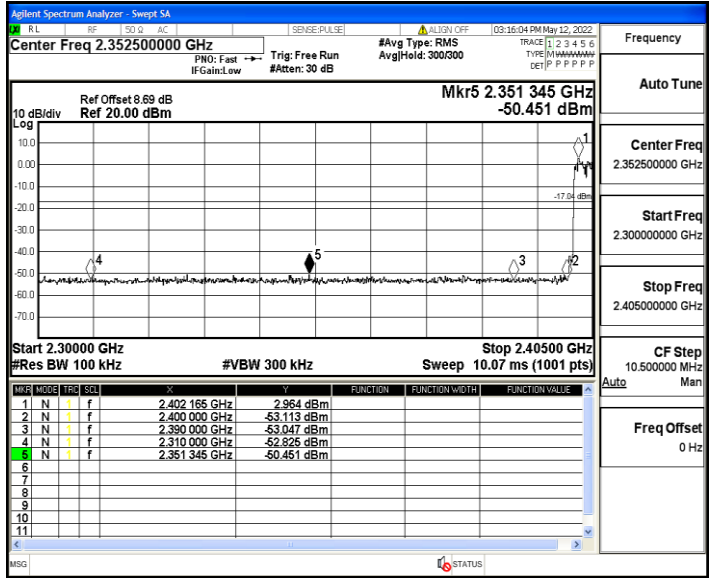 Agilent Spectrum Analyzer - Swept SA
RL RF 50 Ω AC SENSE:PULSE ALIGN OFF 03:16:04 PM May 12, 2022
Center Freq 2.352500000 GHz
PNO: Fast
IFGain:Low
Trig: Free Run
#Atten: 30 dB
#Avg Type: RMS
Avg|Hold: 300/300
TRACE 1 2 3 4 5 6
TYPE MWWWWW
DET P P P P P P
Frequency
Auto Tune
Center Freq
2.352500000 GHz
Start Freq
2.300000000 GHz
Stop Freq
2.405000000 GHz
CF Step
10.500000 MHz
Auto Man
Freq Offset
0 Hz
Ref Offset 8.69 dB
10 dB/div Ref 20.00 dBm
Log
Mkr5 2.351 345 GHz
-50.451 dBm
10.0
0.00
-10.0
-20.0
-30.0
-40.0
-50.0
-60.0
-70.0
1
-17.04 dBm
4
5
3
2
Start 2.30000 GHz Stop 2.40500 GHz
#Res BW 100 kHz #VBW 300 kHz Sweep 10.07 ms (1001 pts)
MKR MODE TRC SCL X Y FUNCTION FUNCTION WIDTH FUNCTION VALUE
1 N 1 f 2.402 165 GHz 2.964 dBm
2 N 1 f 2.400 000 GHz -53.113 dBm
3 N 1 f 2.390 000 GHz -53.047 dBm
4 N 1 f 2.310 000 GHz -52.825 dBm
5 N 1 f 2.351 345 GHz -50.451 dBm
6
7
8
9
10
11
MSG STATUS